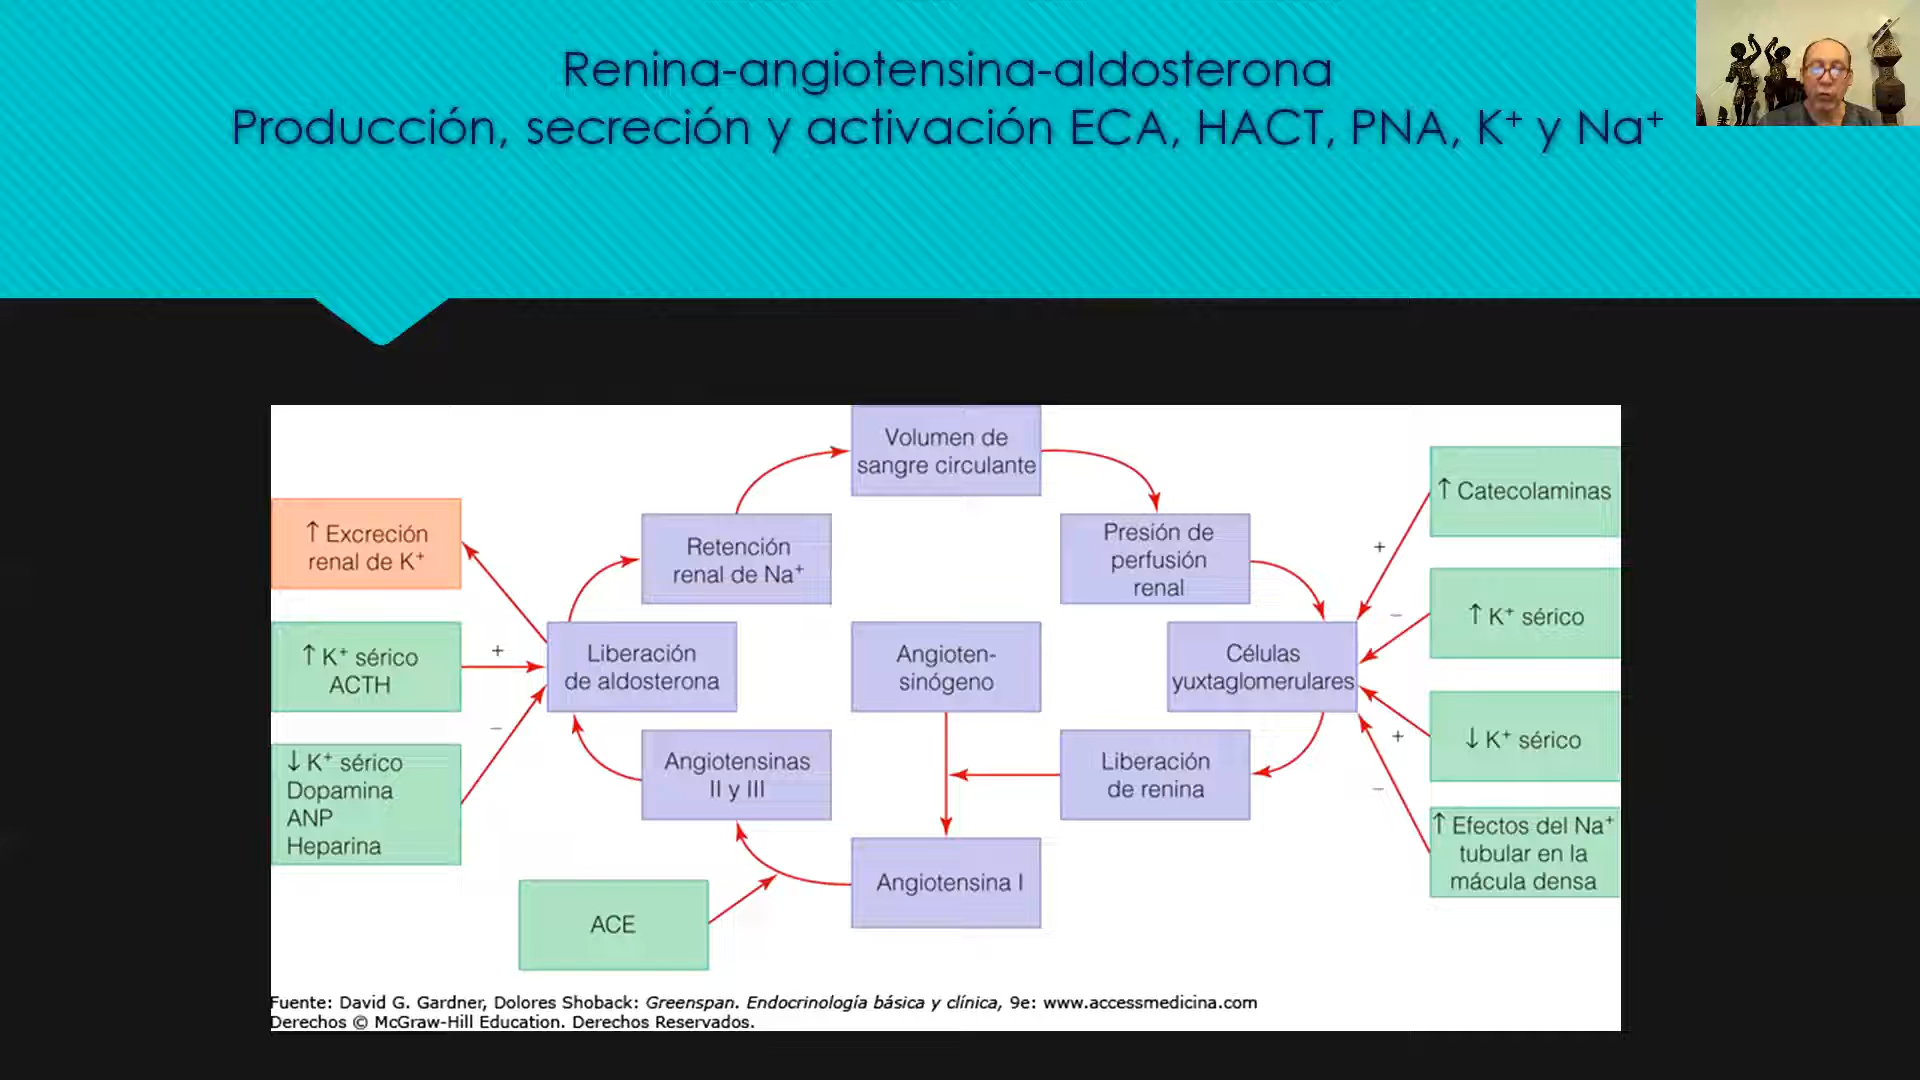 Renina-angiotensina-aldosterona
Producción, secreción y activación ECA, HACT, PNA, K⁺ y Na⁺
Volumen de
sangre circulante
↑ Catecolaminas
↑ Excreción
renal de K⁺
Retención
renal de Na⁺
Presión de
perfusión
renal
+
−
↑ K⁺ sérico
↑ K⁺ sérico
ACTH
+
Liberación
de aldosterona
Angioten-
sinógeno
Células
yuxtaglomerulares
−
↓ K⁺ sérico
Dopamina
ANP
Heparina
Angiotensinas
II y III
Liberación
de renina
+
↓ K⁺ sérico
−
↑ Efectos del Na⁺
tubular en la
mácula densa
ACE
Angiotensina I
Fuente: David G. Gardner, Dolores Shoback: Greenspan. Endocrinología básica y clínica, 9e: www.accessmedicina.com
Derechos © McGraw-Hill Education. Derechos Reservados.